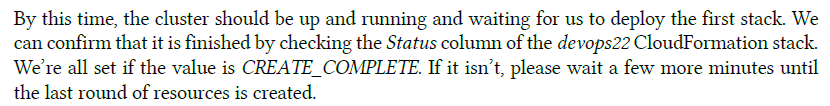 By this time, the cluster should be up and running and waiting for us to deploy the first stack. We
can confirm that it is finished by checking the Status column of the devops22 CloudFormation stack.
We’re all set if the value is CREATE_COMPLETE. If it isn’t, please wait a few more minutes until
the last round of resources is created.